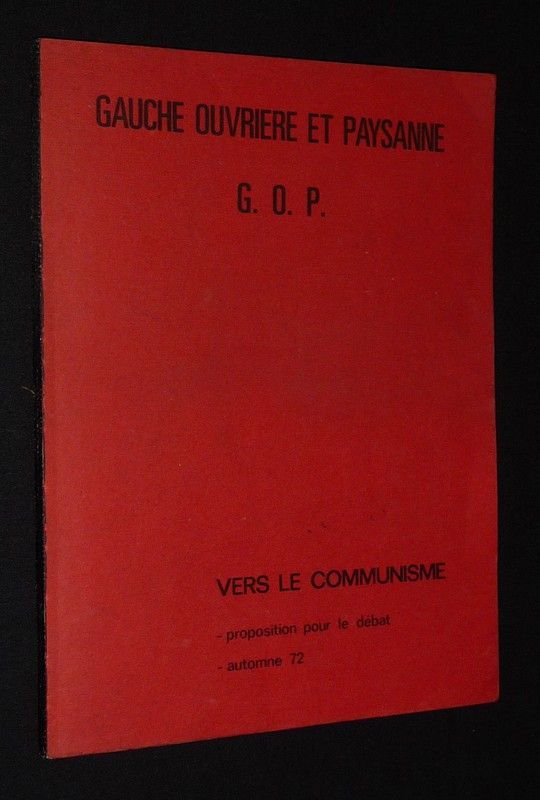 GAUCHE OUVRIERE ET PAYSANNE
G. O. P.
VERS LE COMMUNISME
- proposition pour le débat
- automne 72